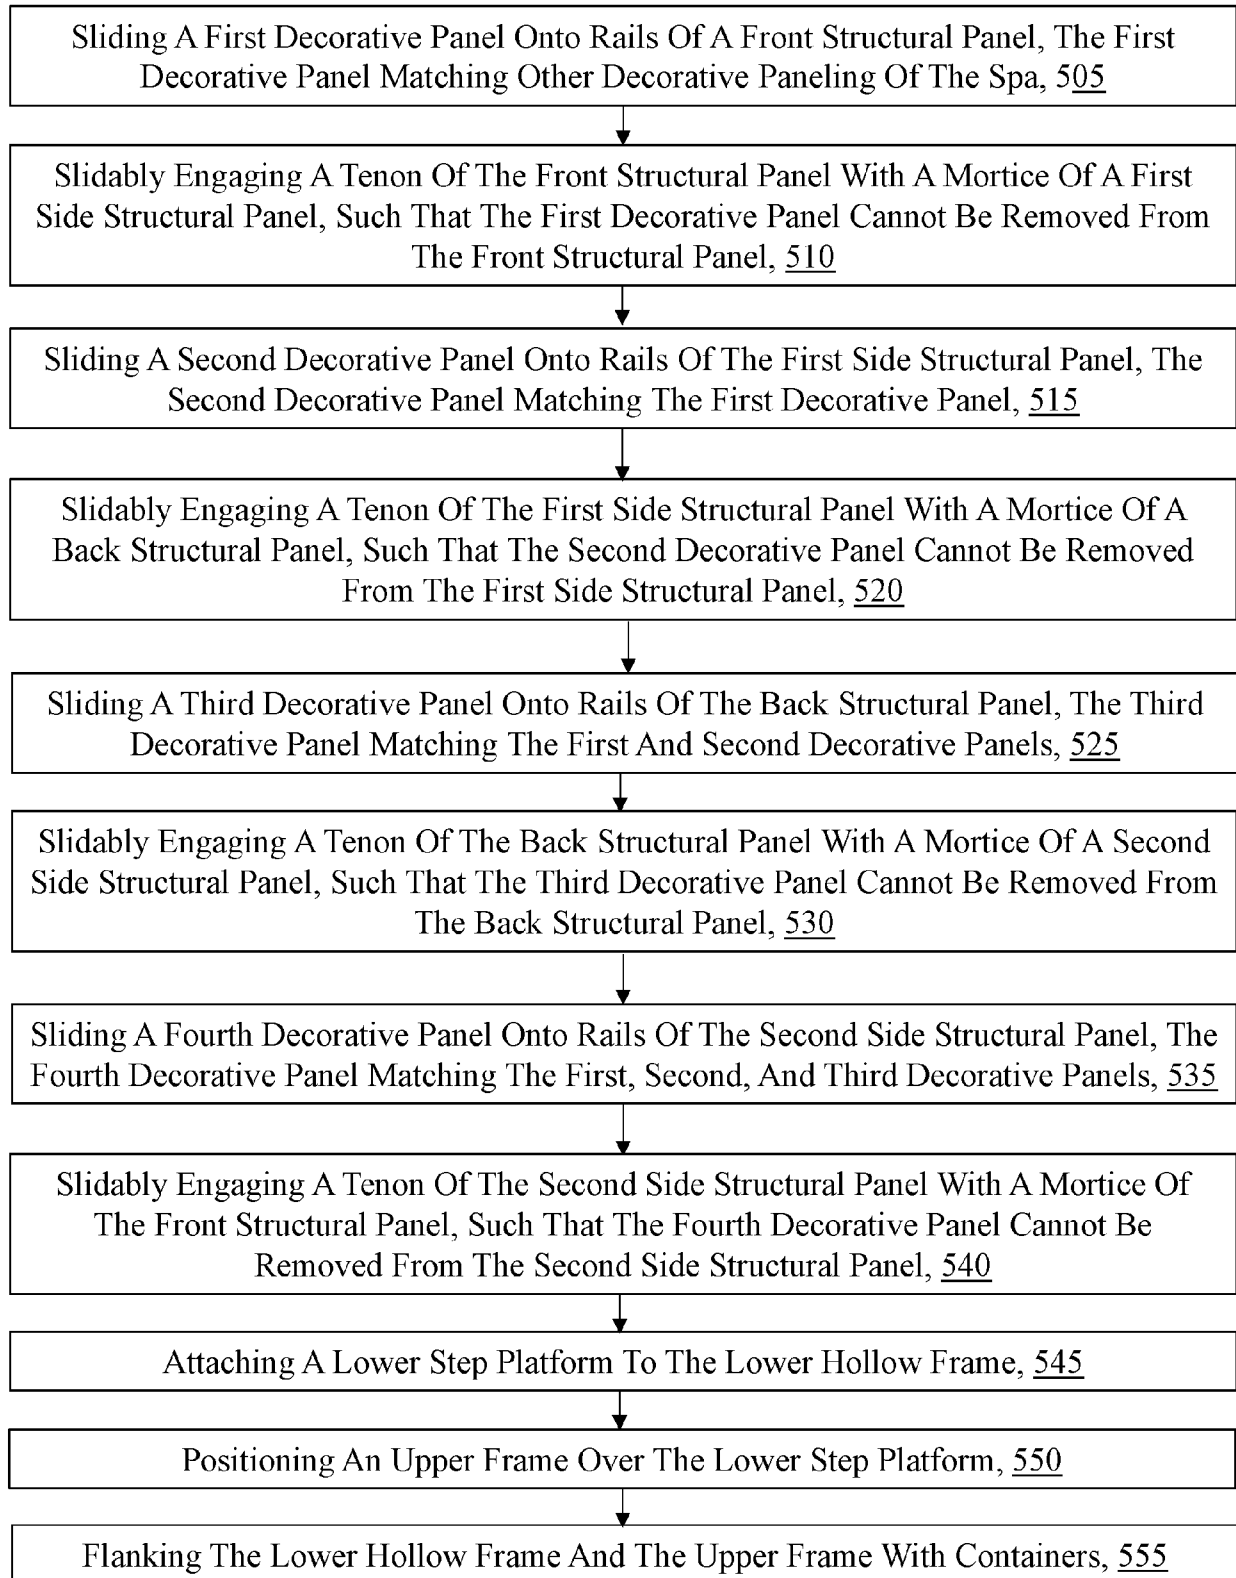 Sliding A First Decorative Panel Onto Rails Of A Front Structural Panel, The First
Decorative Panel Matching Other Decorative Paneling Of The Spa, 505
Slidably Engaging A Tenon Of The Front Structural Panel With A Mortice Of A First
Side Structural Panel, Such That The First Decorative Panel Cannot Be Removed From
The Front Structural Panel, 510
Sliding A Second Decorative Panel Onto Rails Of The First Side Structural Panel, The
Second Decorative Panel Matching The First Decorative Panel, 515
Slidably Engaging A Tenon Of The First Side Structural Panel With A Mortice Of A
Back Structural Panel, Such That The Second Decorative Panel Cannot Be Removed
From The First Side Structural Panel, 520
Sliding A Third Decorative Panel Onto Rails Of The Back Structural Panel, The Third
Decorative Panel Matching The First And Second Decorative Panels, 525
Slidably Engaging A Tenon Of The Back Structural Panel With A Mortice Of A Second
Side Structural Panel, Such That The Third Decorative Panel Cannot Be Removed From
The Back Structural Panel, 530
Sliding A Fourth Decorative Panel Onto Rails Of The Second Side Structural Panel, The
Fourth Decorative Panel Matching The First, Second, And Third Decorative Panels, 535
Slidably Engaging A Tenon Of The Second Side Structural Panel With A Mortice Of
The Front Structural Panel, Such That The Fourth Decorative Panel Cannot Be
Removed From The Second Side Structural Panel, 540
Attaching A Lower Step Platform To The Lower Hollow Frame, 545
Positioning An Upper Frame Over The Lower Step Platform, 550
Flanking The Lower Hollow Frame And The Upper Frame With Containers, 555